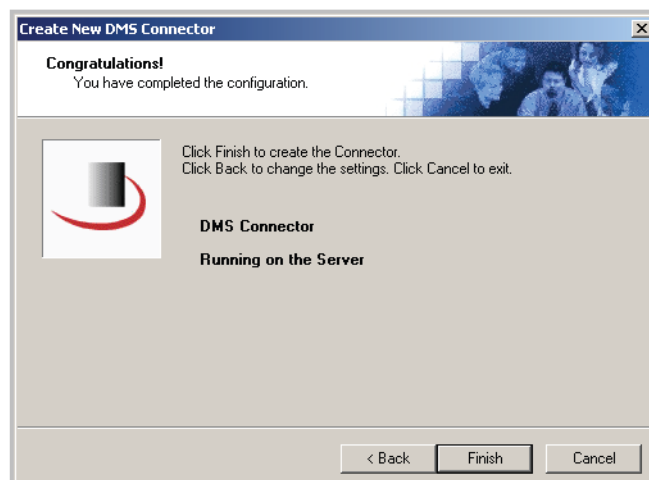 Create New DMS Connector
Congratulations!
You have completed the configuration.
Click Finish to create the Connector.
Click Back to change the settings. Click Cancel to exit.
DMS Connector
Running on the Server
< Back
Finish
Cancel